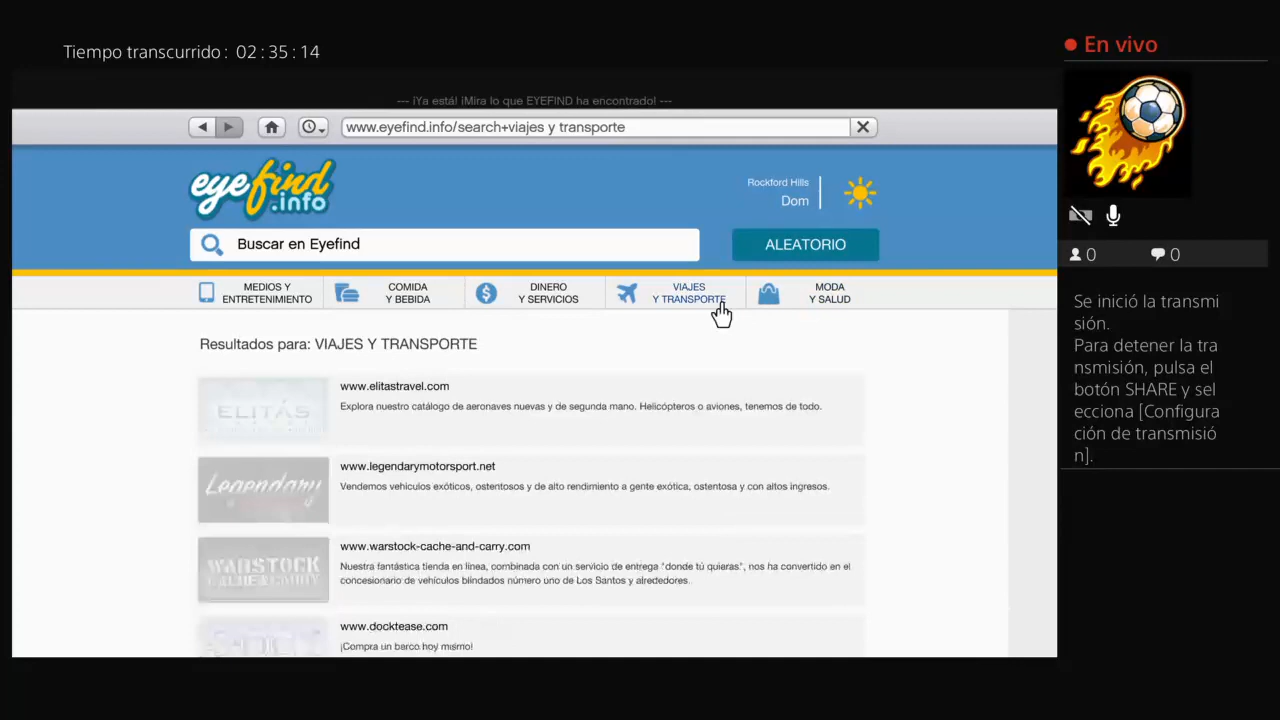 Tiempo transcurrido: 02:35:14
En vivo
--- ¡Ya está! ¡Mira lo que EYEFIND ha encontrado! ---
www.eyefind.info/search+viajes y transporte
eyefind
.info
Rockford Hills
Dom
Buscar en Eyefind
ALEATORIO
0
0
MEDIOS Y
ENTRETENIMIENTO
COMIDA
Y BEBIDA
DINERO
Y SERVICIOS
VIAJES
Y TRANSPORTE
MODA
Y SALUD
Se inició la transmi
sión.
Para detener la tra
nsmisión, pulsa el
botón SHARE y sel
ecciona [Configura
ción de transmisió
n].
Resultados para: VIAJES Y TRANSPORTE
ELITÁS
www.elitastravel.com
Explora nuestro catálogo de aeronaves nuevas y de segunda mano. Helicópteros o aviones, tenemos de todo.
Legendary
www.legendarymotorsport.net
Vendemos vehículos exóticos, ostentosos y de alto rendimiento a gente exótica, ostentosa y con altos ingresos.
WARSTOCK
CACHE & CARRY
www.warstock-cache-and-carry.com
Nuestra fantástica tienda en línea, combinada con un servicio de entrega "donde tú quieras", nos ha convertido en el
concesionario de vehículos blindados número uno de Los Santos y alrededores.
www.docktease.com
¡Compra un barco hoy mismo!